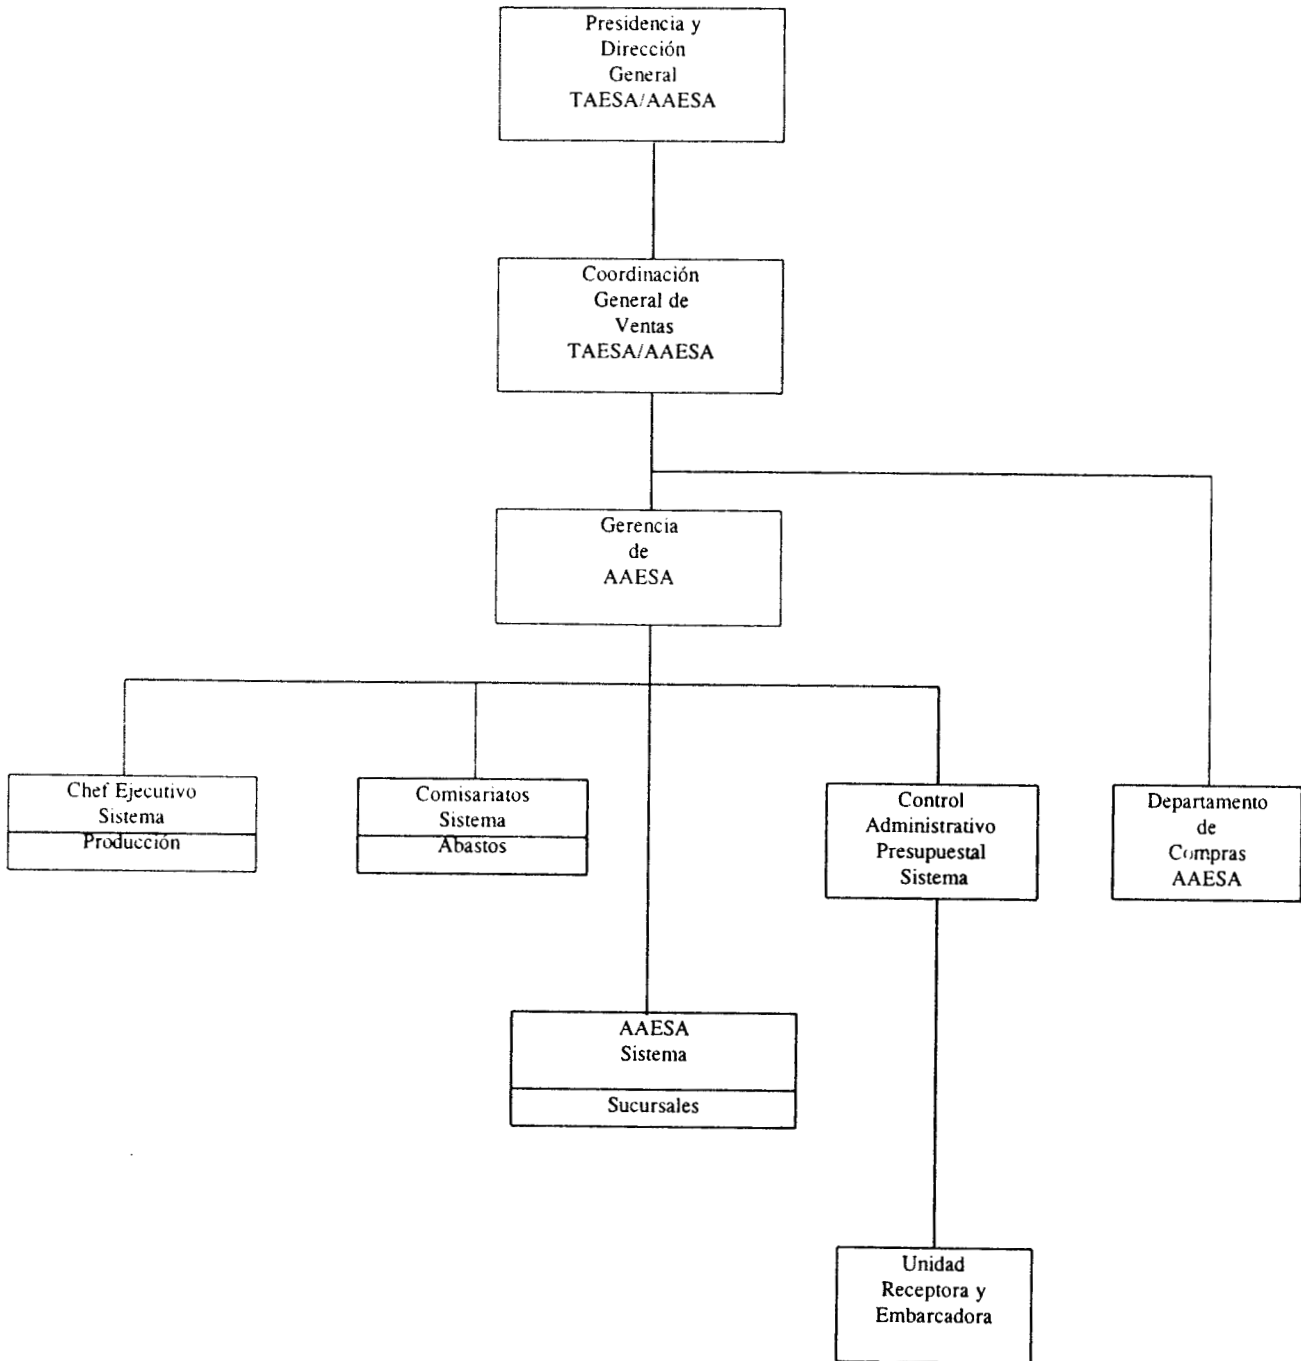 Presidencia y
Dirección
General
TAESA/AAESA
Coordinación
General de
Ventas
TAESA/AAESA
Gerencia
de
AAESA
Chef Ejecutivo
Sistema
Producción
Comisariatos
Sistema
Abastos
Control
Administrativo
Presupuestal
Sistema
Departamento
de
Compras
AAESA
AAESA
Sistema
Sucursales
Unidad
Receptora y
Embarcadora